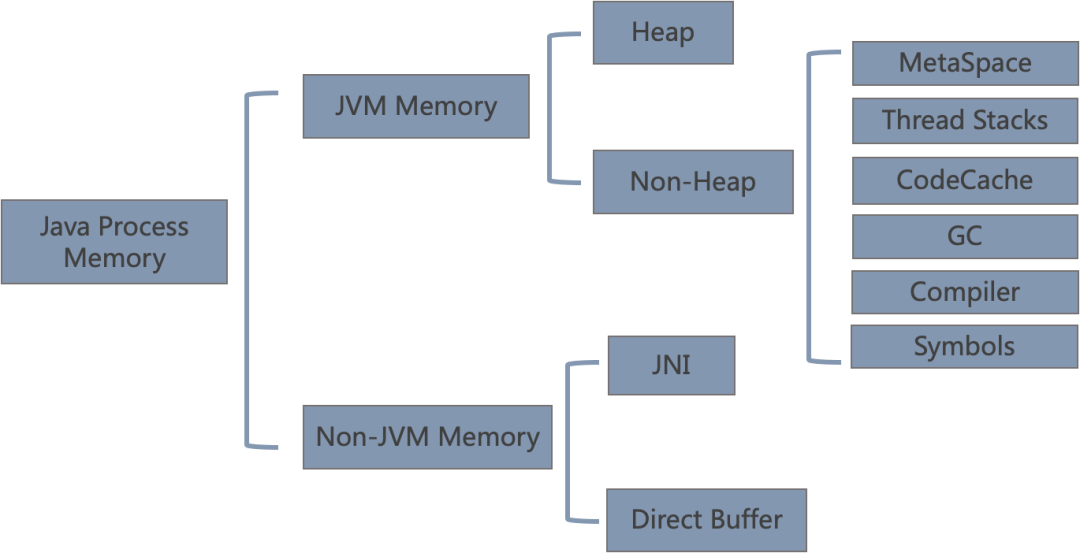 Java Process
Memory
JVM Memory
Heap
Non-Heap
MetaSpace
Thread Stacks
CodeCache
GC
Compiler
Symbols
Non-JVM Memory
JNI
Direct Buffer